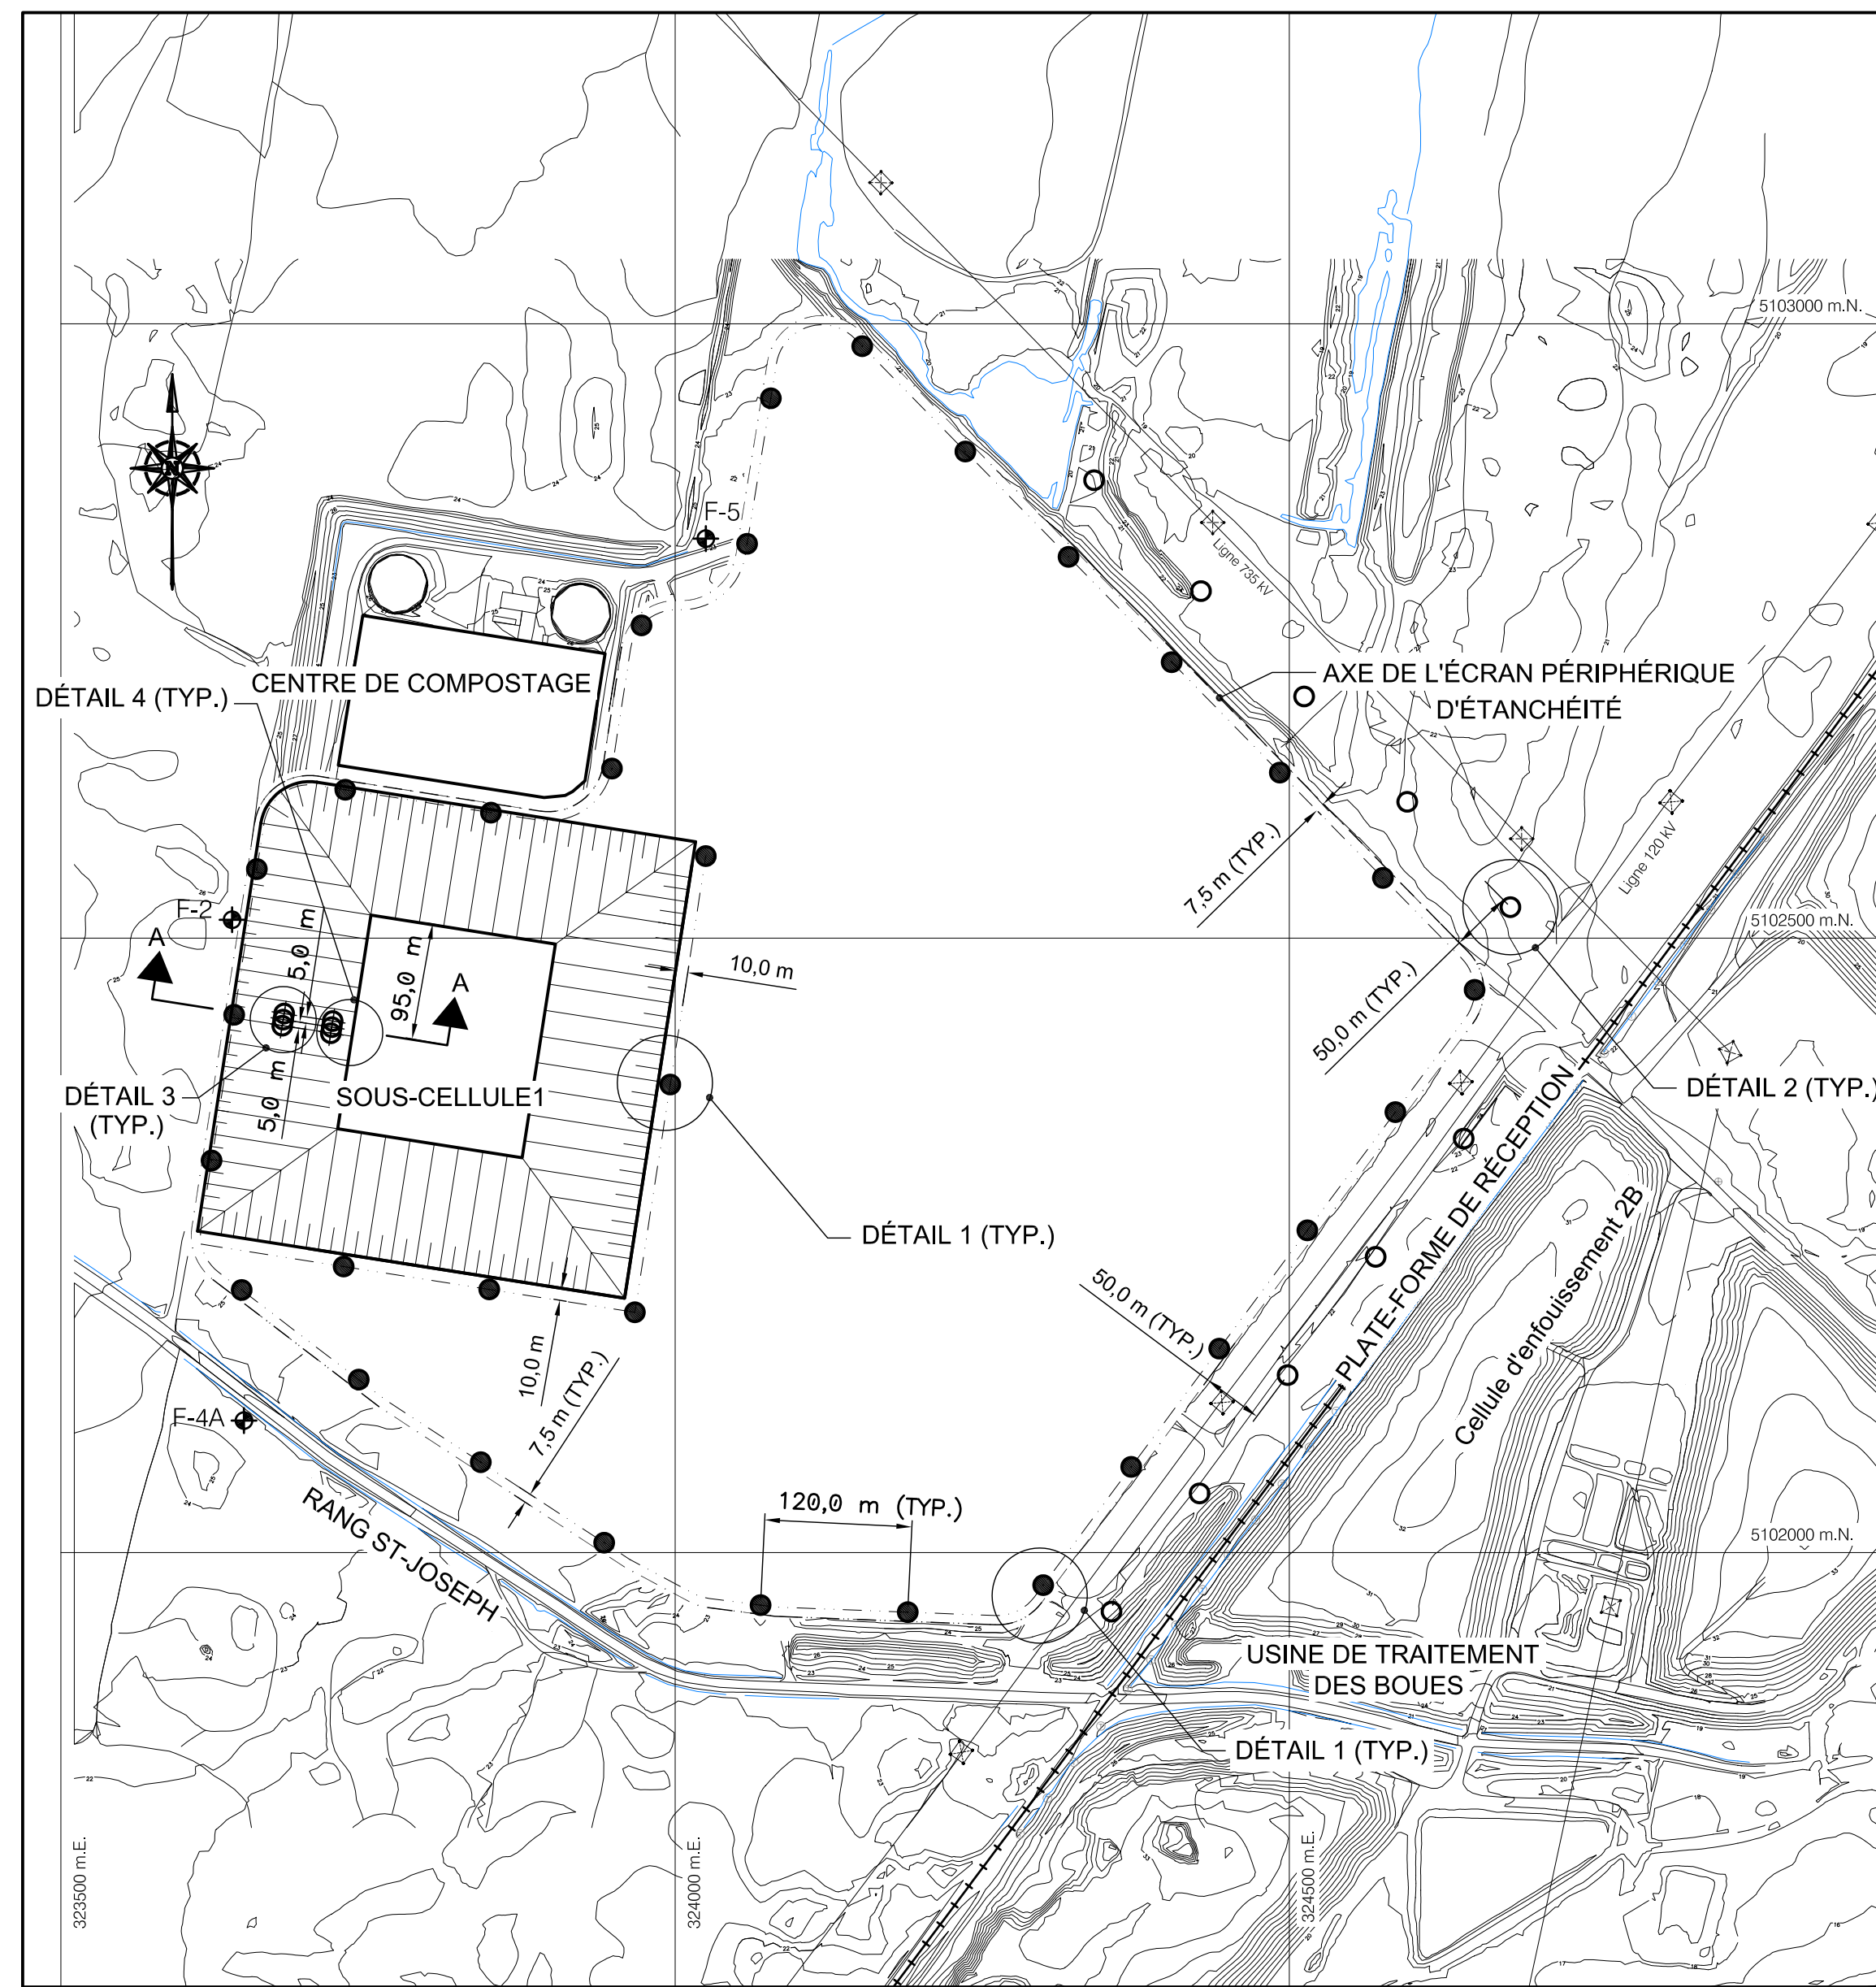 5103000 m.N.
N
F-5
Ligne 735 kV
CENTRE DE COMPOSTAGE
DÉTAIL 4 (TYP.)
AXE DE L'ÉCRAN PÉRIPHÉRIQUE
D'ÉTANCHÉITÉ
7,5 m (TYP.)
Ligne 120 kV
F-2
5102500 m.N.
A
5,0 m
95,0 m
A
10,0 m
50,0 m (TYP.)
DÉTAIL 3
(TYP.)
5,0 m
SOUS-CELLULE1
DÉTAIL 2 (TYP.)
PLATE-FORME DE RÉCEPTION
Cellule d'enfouissement 2B
DÉTAIL 1 (TYP.)
50,0 m (TYP.)
10,0 m
7,5 m (TYP.)
F-4A
RANG ST-JOSEPH
120,0 m (TYP.)
5102000 m.N.
USINE DE TRAITEMENT
DES BOUES
DÉTAIL 1 (TYP.)
323500 m.E.
324000 m.E.
324500 m.E.